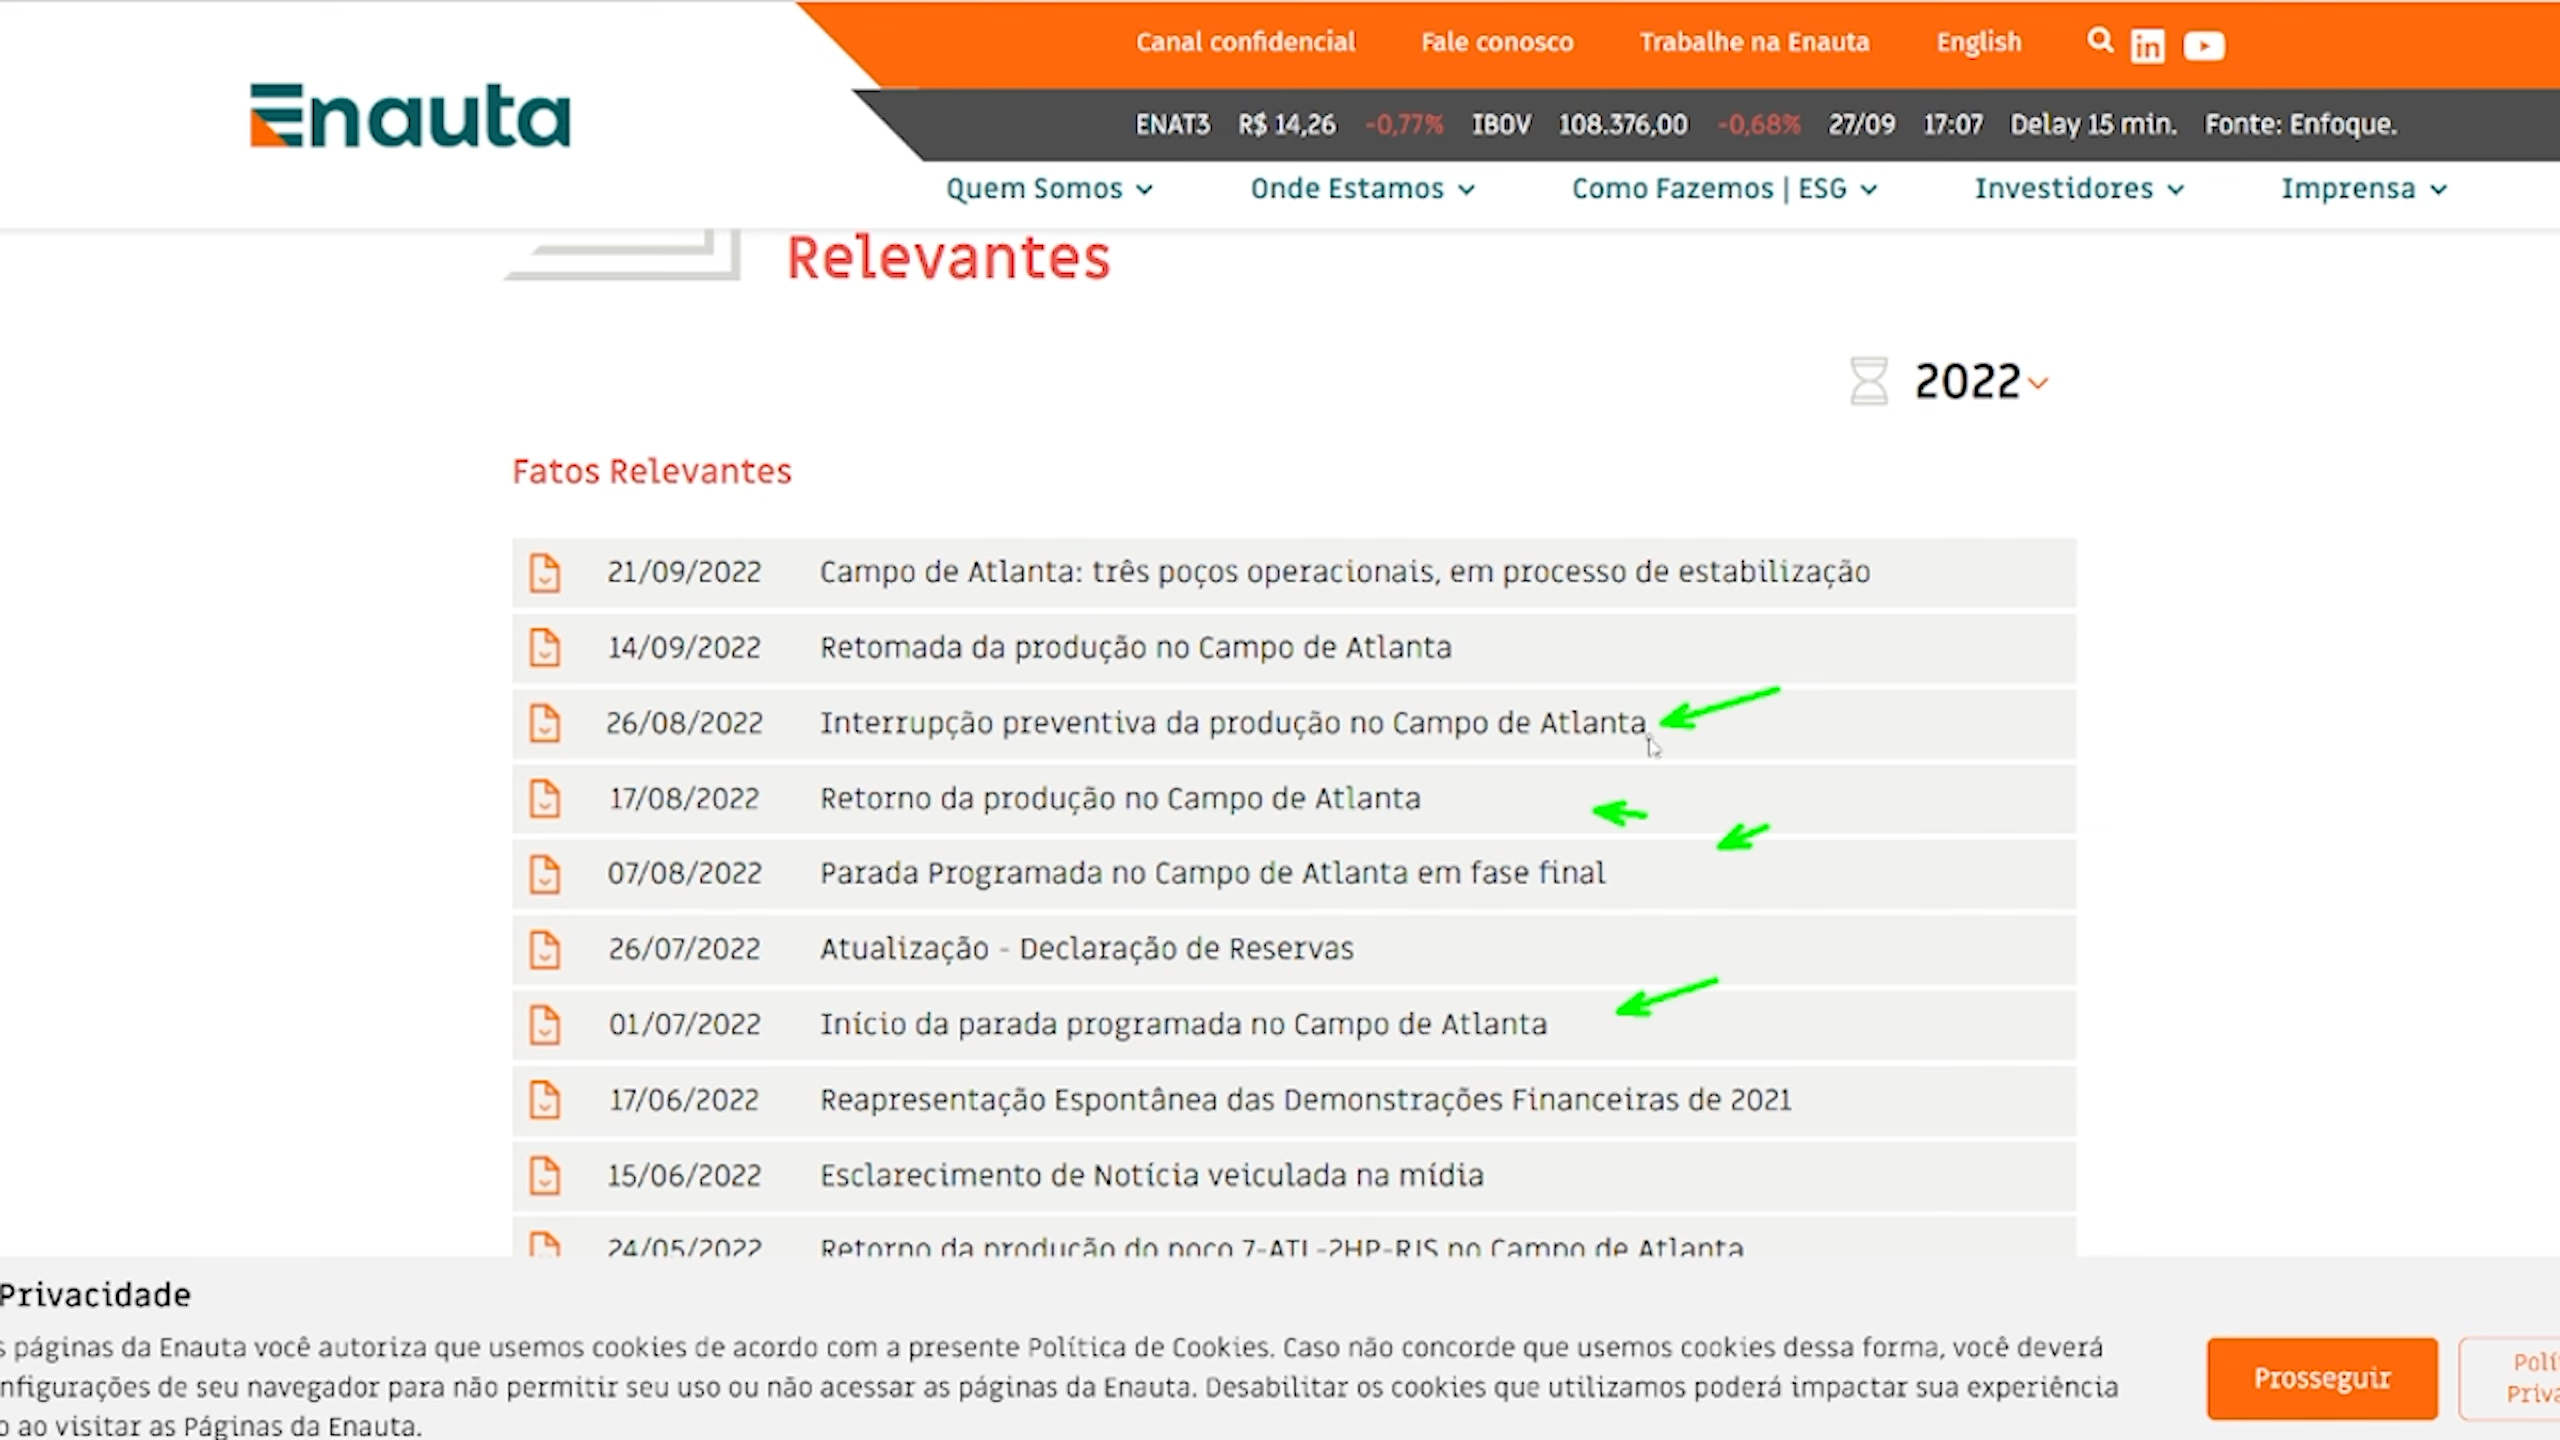 Canal confidencial Fale conosco Trabalhe na Enauta English in
Enauta
ENAT3 R$ 14,26 -0,77% IBOV 108.376,00 -0,68% 27/09 17:07 Delay 15 min. Fonte: Enfoque.
Quem Somos Onde Estamos Como Fazemos | ESG Investidores Imprensa
Relevantes
2022
Fatos Relevantes
21/09/2022 Campo de Atlanta: três poços operacionais, em processo de estabilização
14/09/2022 Retomada da produção no Campo de Atlanta
26/08/2022 Interrupção preventiva da produção no Campo de Atlanta
17/08/2022 Retorno da produção no Campo de Atlanta
07/08/2022 Parada Programada no Campo de Atlanta em fase final
26/07/2022 Atualização - Declaração de Reservas
01/07/2022 Início da parada programada no Campo de Atlanta
17/06/2022 Reapresentação Espontânea das Demonstrações Financeiras de 2021
15/06/2022 Esclarecimento de Notícia veiculada na mídia
24/05/2022 Retorno da produção do poço 7-ATL-2HP-RJS no Campo de Atlanta
Privacidade
s páginas da Enauta você autoriza que usemos cookies de acordo com a presente Política de Cookies. Caso não concorde que usemos cookies dessa forma, você deverá
nfigurações de seu navegador para não permitir seu uso ou não acessar as páginas da Enauta. Desabilitar os cookies que utilizamos poderá impactar sua experiência
o ao visitar as Páginas da Enauta.
Prosseguir
Polí
Priva